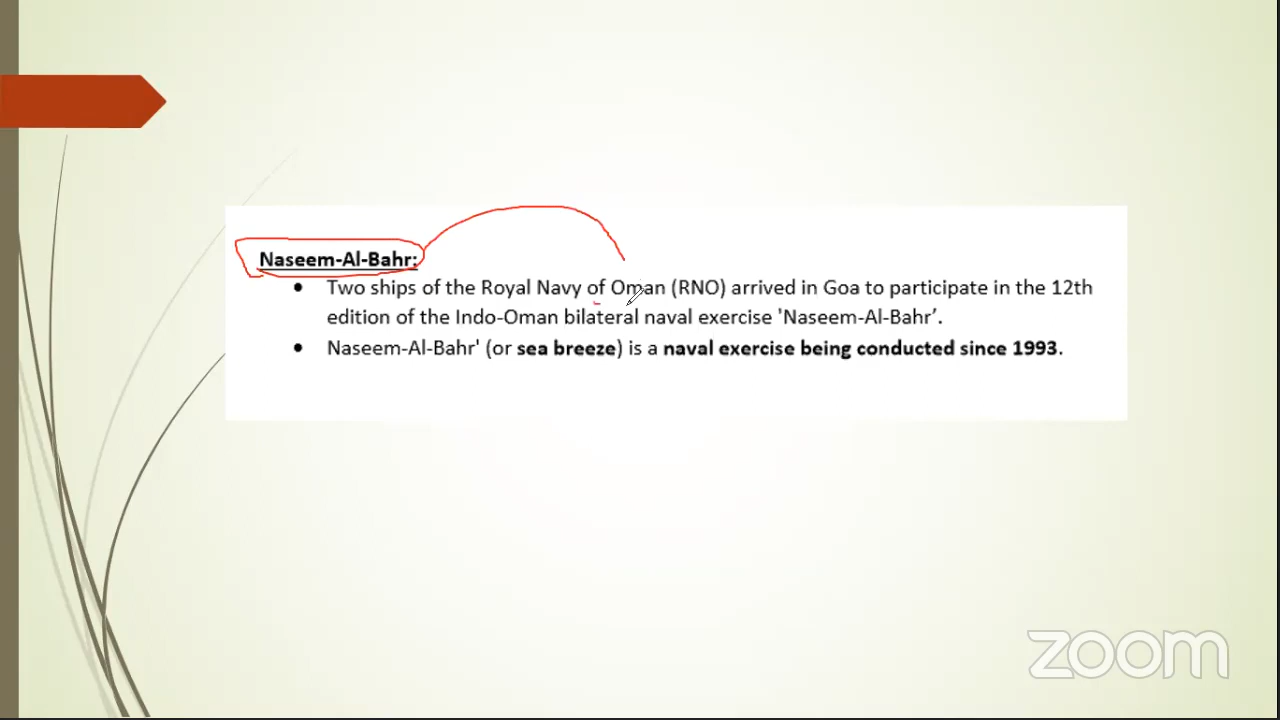 Naseem-Al-Bahr:
• Two ships of the Royal Navy of Oman (RNO) arrived in Goa to participate in the 12th
edition of the Indo-Oman bilateral naval exercise 'Naseem-Al-Bahr’.
• Naseem-Al-Bahr' (or sea breeze) is a naval exercise being conducted since 1993.
zoom